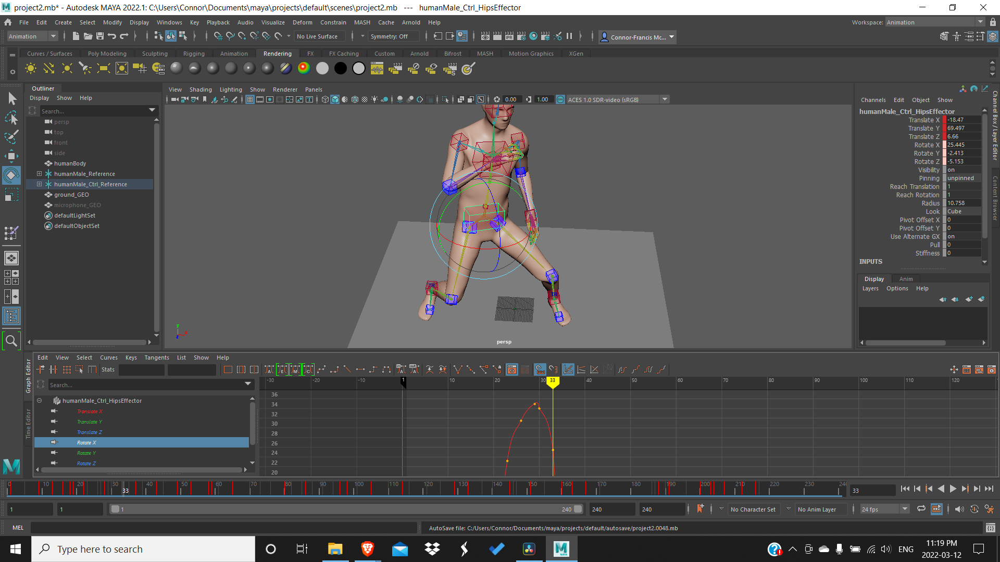 project2.mb* - Autodesk MAYA 2022.1: C:\Users\Connor\Documents\maya\projects\default\scenes\project2.mb --- humanMale_Ctrl_HipsEffector
File Edit Create Select Modify Display Windows Key Playback Audio Visualize Deform Constrain MASH Cache Arnold Help
Workspace: Animation
Animation
No Live Surface
Symmetry: Off
Connor-Francis Mc...
Curves / Surfaces Poly Modeling Sculpting Rigging Animation Rendering FX FX Caching Custom Arnold Bifrost MASH Motion Graphics XGen
Outliner
Display Show Help
Search...
persp
top
front
side
humanBody
humanMale_Reference
humanMale_Ctrl_Reference
ground_GEO
microphone_GEO
defaultLightSet
defaultObjectSet
View Shading Lighting Show Renderer Panels
0.00 1.00 ACES 1.0 SDR-video (sRGB)
TR
TR
y
x
z
persp
Channels Edit Object Show
humanMale_Ctrl_HipsEffector
Translate X -18.47
Translate Y 69.497
Translate Z 6.66
Rotate X 25.445
Rotate Y -2.413
Rotate Z -5.153
Visibility on
Pinning unpinned
Reach Translation 1
Reach Rotation 1
Radius 10.758
Look Cube
Pivot Offset X 0
Pivot Offset Y 0
Use Alternate GX on
Pull 0
Stiffness 0
INPUTS
Display Anim
Layers Options Help
Channel Box / Layer Editor
Content Browser
Graph Editor
Time Editor
Edit View Select Curves Keys Tangents List Show Help
Stats
Search...
humanMale_Ctrl_HipsEffector
Translate X
Translate Y
Translate Z
Rotate X
Rotate Y
Rotate Z
-30 -20 -10 1 10 20 30 33 40 50 60 70 80 90 100 110 120
36
34
32
30
28
26
24
22
20
0 10 20 30 40 50 60 70 80 90 100 110 120 130 140 150 160 170 180 190 200 210 220 230 240
33
33
1 1 1 240 240 240
No Character Set
No Anim Layer
24 fps
MEL
AutoSave file: C:/Users/Connor/Documents/maya/projects/default/autosave/project2.0048.mb
Type here to search
MAYA
ENG
11:19 PM
2022-03-12